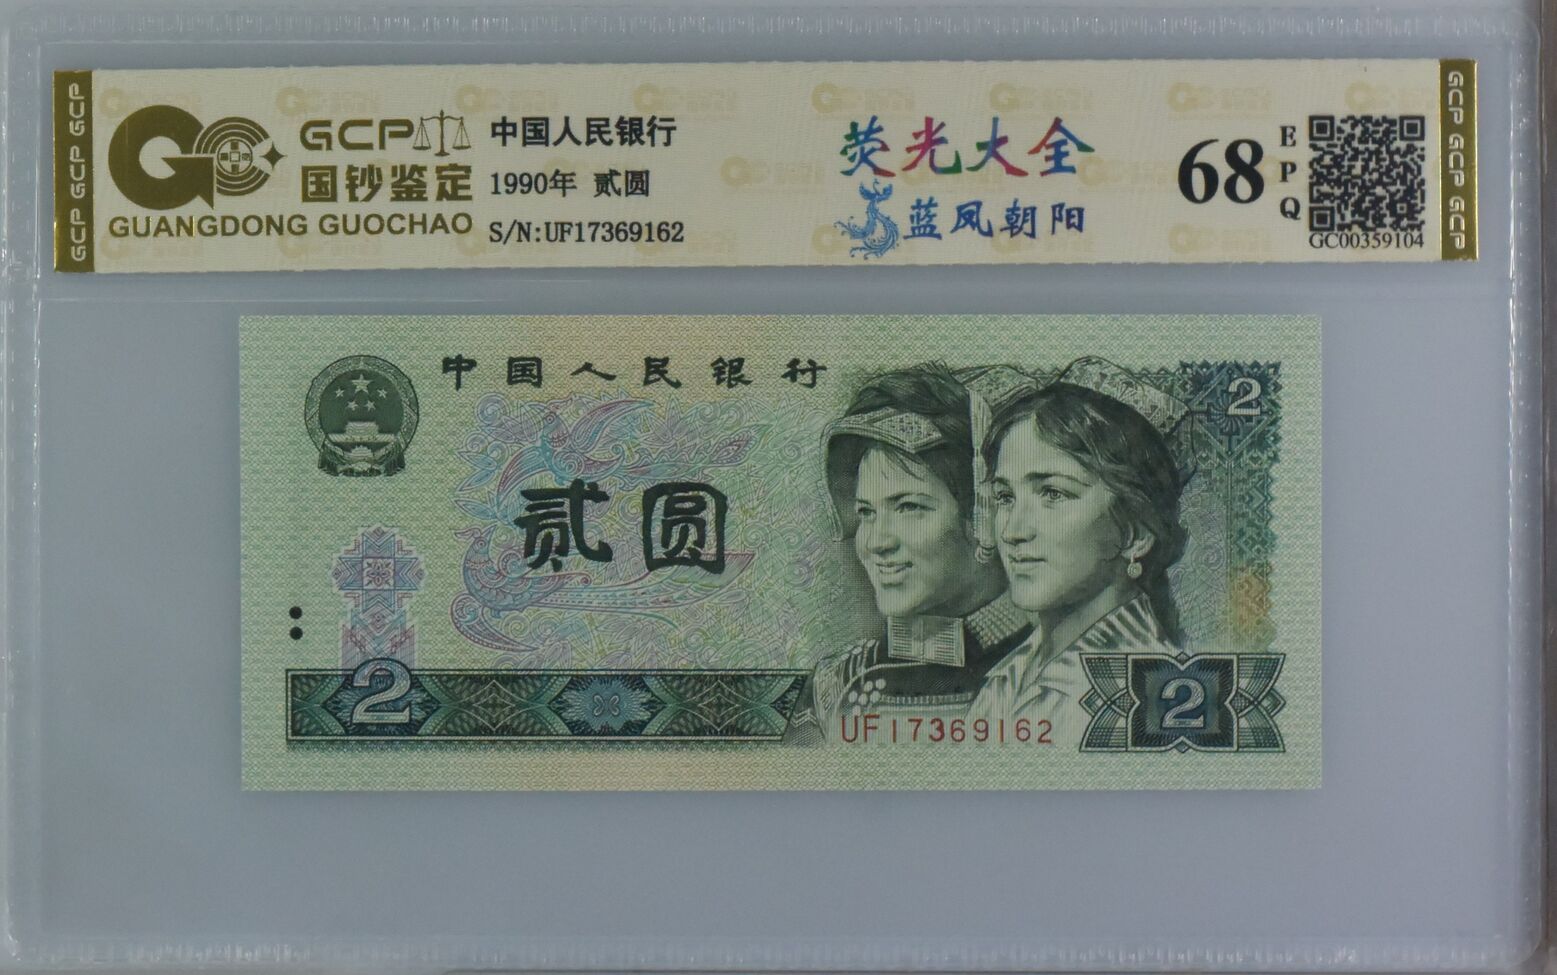 GCP GCP GCP
GCP
国钞鉴定
GUANGDONG GUOCHAO
中国人民银行
1990年 贰圆
S/N:UF17369162
荧光大全
蓝凤朝阳
68
EPQ
GC00359104
GCP GCP GCP
中国人民银行
2
贰圆
2
UF17369162
2